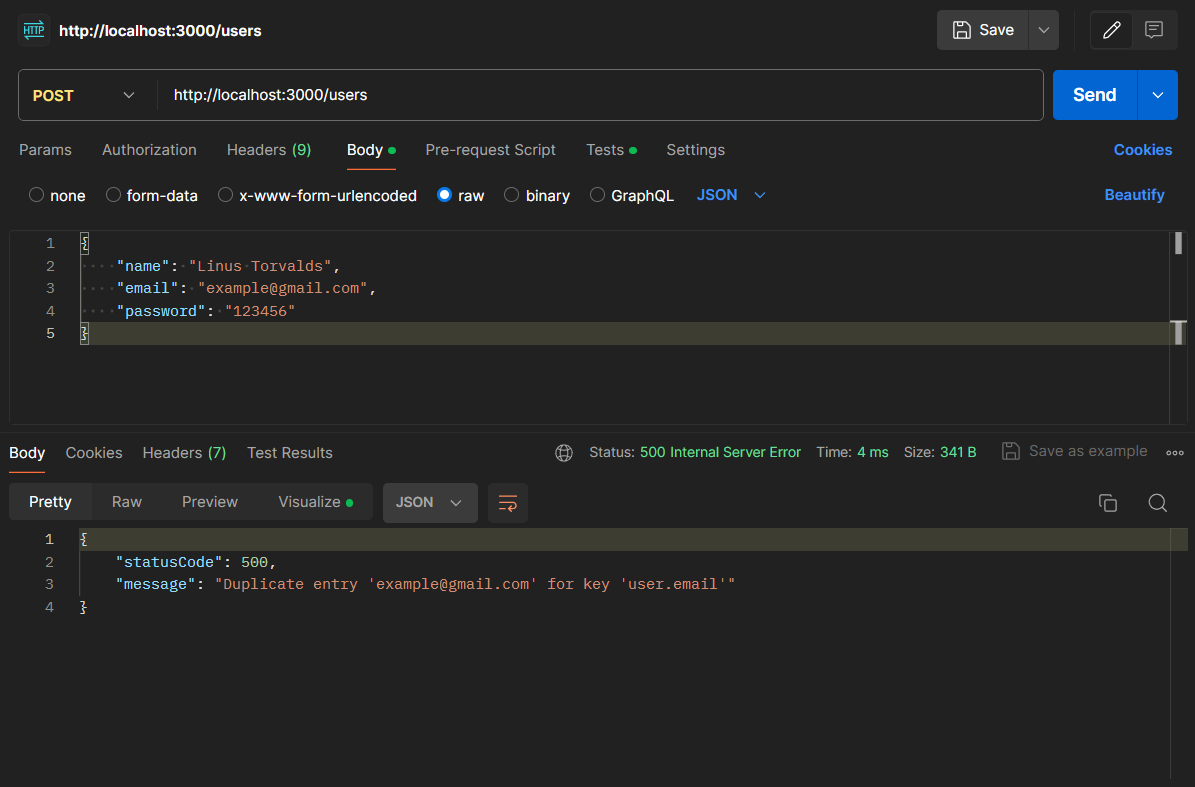 HTTP http://localhost:3000/users Save
POST http://localhost:3000/users Send
Params Authorization Headers (9) Body Pre-request Script Tests Settings Cookies
none form-data x-www-form-urlencoded raw binary GraphQL JSON Beautify
1 {
2 "name": "Linus Torvalds",
3 "email": "example@gmail.com",
4 "password": "123456"
5 }
Body Cookies Headers (7) Test Results Status: 500 Internal Server Error Time: 4 ms Size: 341 B Save as example
Pretty Raw Preview Visualize JSON
1 {
2 "statusCode": 500,
3 "message": "Duplicate entry 'example@gmail.com' for key 'user.email'"
4 }